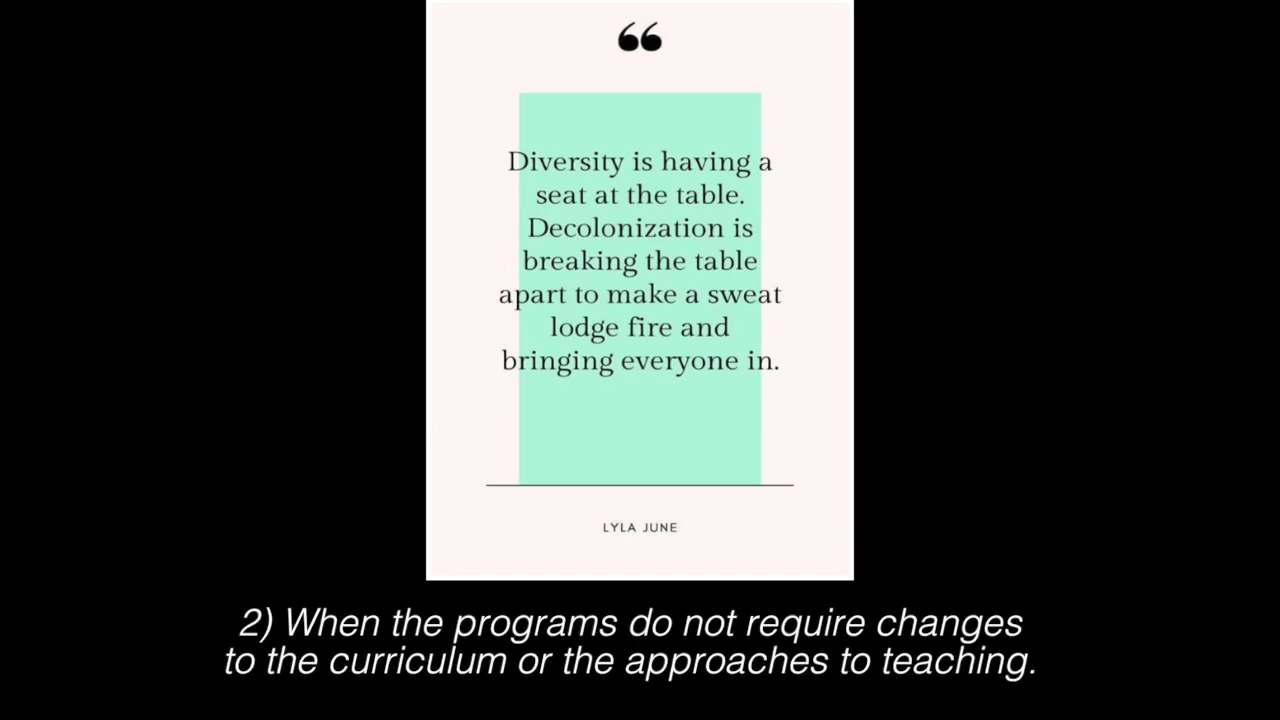 “
Diversity is having a
seat at the table.
Decolonization is
breaking the table
apart to make a sweat
lodge fire and
bringing everyone in.
LYLA JUNE
2) When the programs do not require changes
to the curriculum or the approaches to teaching.